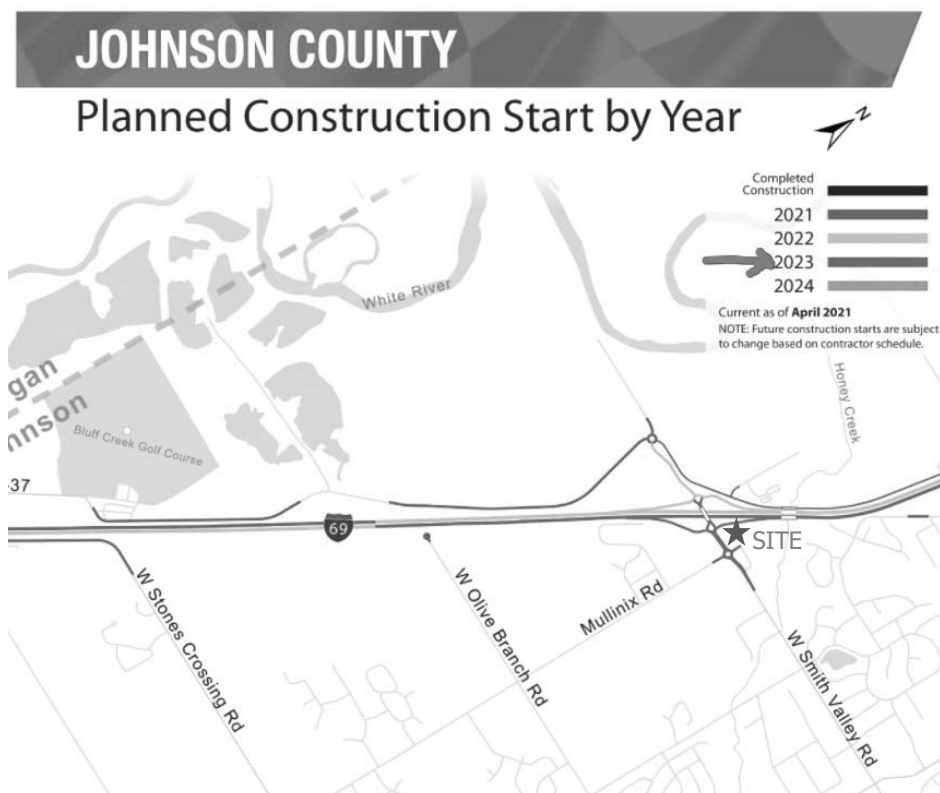 JOHNSON COUNTY
Planned Construction Start by Year
N
Completed
Construction
2021
2022
2023
2024
Current as of April 2021
NOTE: Future construction starts are subject
to change based on contractor schedule.
White River
Honey Creek
gan
nnson
Bluff Creek Golf Course
-37
69
SITE
W Stones Crossing Rd
W Olive Branch Rd
Mullinix Rd
W Smith Valley Rd